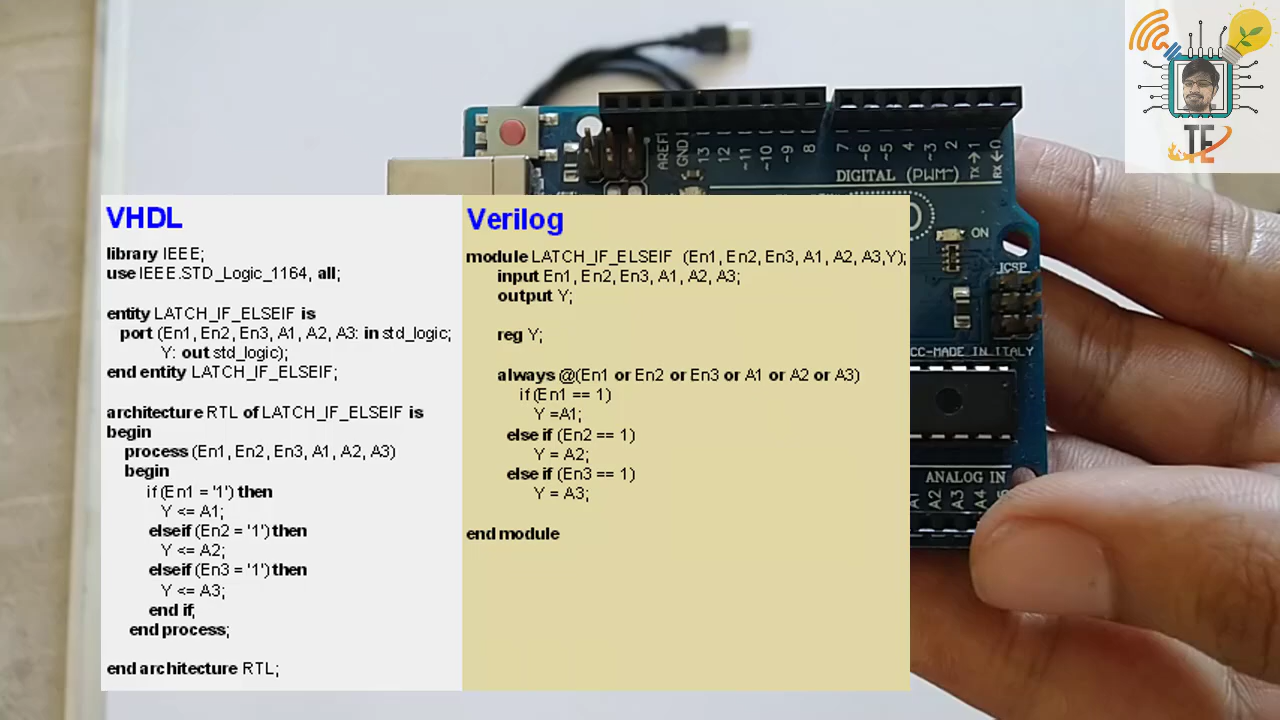 TE
AREF
GND
13
12
~11
~10
~9
8
7
~6
~5
4
~3
2
TX→1
RX←0
DIGITAL (PWM~)
ON
ICSP
CC-MADE IN ITALY
ANALOG IN
A1
A2
A3
A4
VHDL
library IEEE;
use IEEE.STD_Logic_1164, all;
entity LATCH_IF_ELSEIF is
port (En1, En2, En3, A1, A2, A3: in std_logic;
Y: out std_logic);
end entity LATCH_IF_ELSEIF;
architecture RTL of LATCH_IF_ELSEIF is
begin
process (En1, En2, En3, A1, A2, A3)
begin
if (En1 = '1') then
Y <= A1;
elseif (En2 = '1') then
Y <= A2;
elseif (En3 = '1') then
Y <= A3;
end if;
end process;
end architecture RTL;
Verilog
module LATCH_IF_ELSEIF (En1, En2, En3, A1, A2, A3,Y);
input En1, En2, En3, A1, A2, A3;
output Y;
reg Y;
always @(En1 or En2 or En3 or A1 or A2 or A3)
if (En1 == 1)
Y =A1;
else if (En2 == 1)
Y = A2;
else if (En3 == 1)
Y = A3;
end module